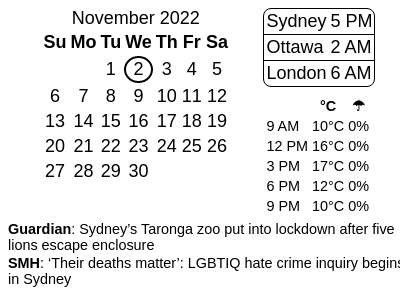 November 2022
Su Mo Tu We Th Fr Sa
1 2 3 4 5
6 7 8 9 10 11 12
13 14 15 16 17 18 19
20 21 22 23 24 25 26
27 28 29 30
Sydney 5 PM
Ottawa 2 AM
London 6 AM
°C ☂
9 AM 10°C 0%
12 PM 16°C 0%
3 PM 17°C 0%
6 PM 12°C 0%
9 PM 10°C 0%
Guardian: Sydney’s Taronga zoo put into lockdown after five
lions escape enclosure
SMH: ‘Their deaths matter’: LGBTIQ hate crime inquiry begins
in Sydney